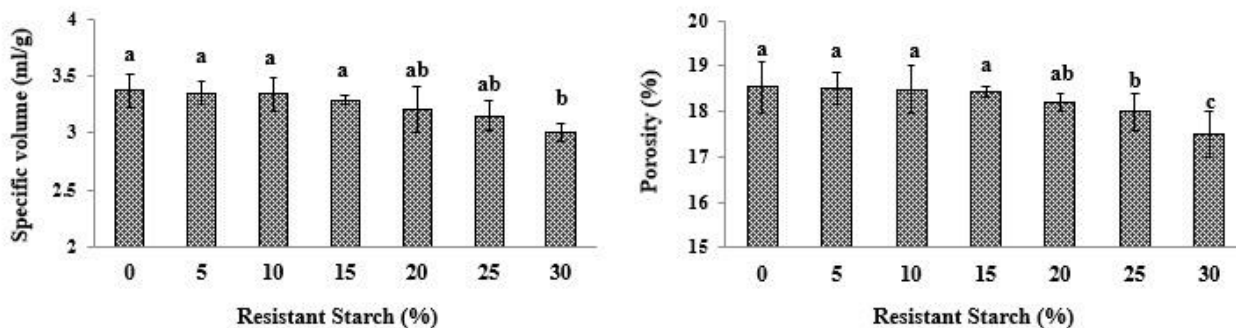 Specific volume (ml/g)
4
3.5
3
2.5
2
a
a
a
a
ab
ab
b
0 5 10 15 20 25 30
Resistant Starch (%)
Porosity (%)
20
19
18
17
16
15
a
a
a
a
ab
b
c
0 5 10 15 20 25 30
Resistant Starch (%)